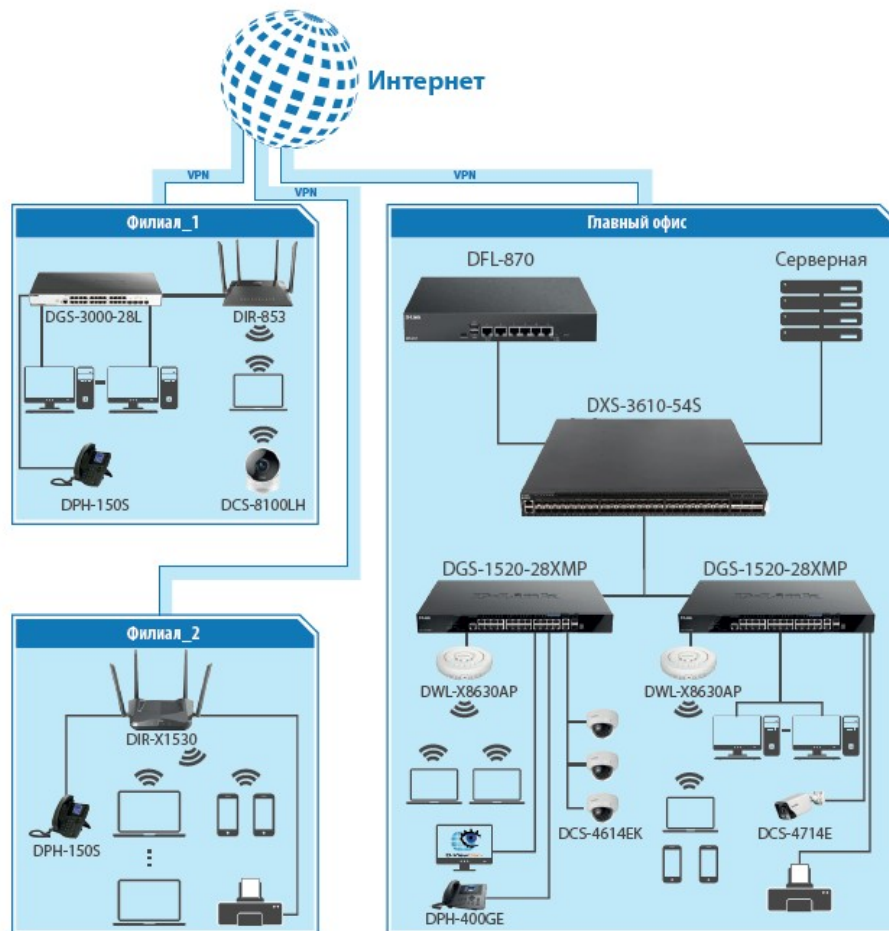 Интернет
VPN
VPN
VPN
Филиал_1
DGS-3000-28L
DIR-853
DPH-150S
DCS-8100LH
Филиал_2
DIR-X1530
DPH-150S
Главный офис
DFL-870
Серверная
DXS-3610-54S
DGS-1520-28XMP
DGS-1520-28XMP
D-Link
D-Link
DWL-X8630AP
DWL-X8630AP
DCS-4614EK
DCS-4714E
DPH-400GE